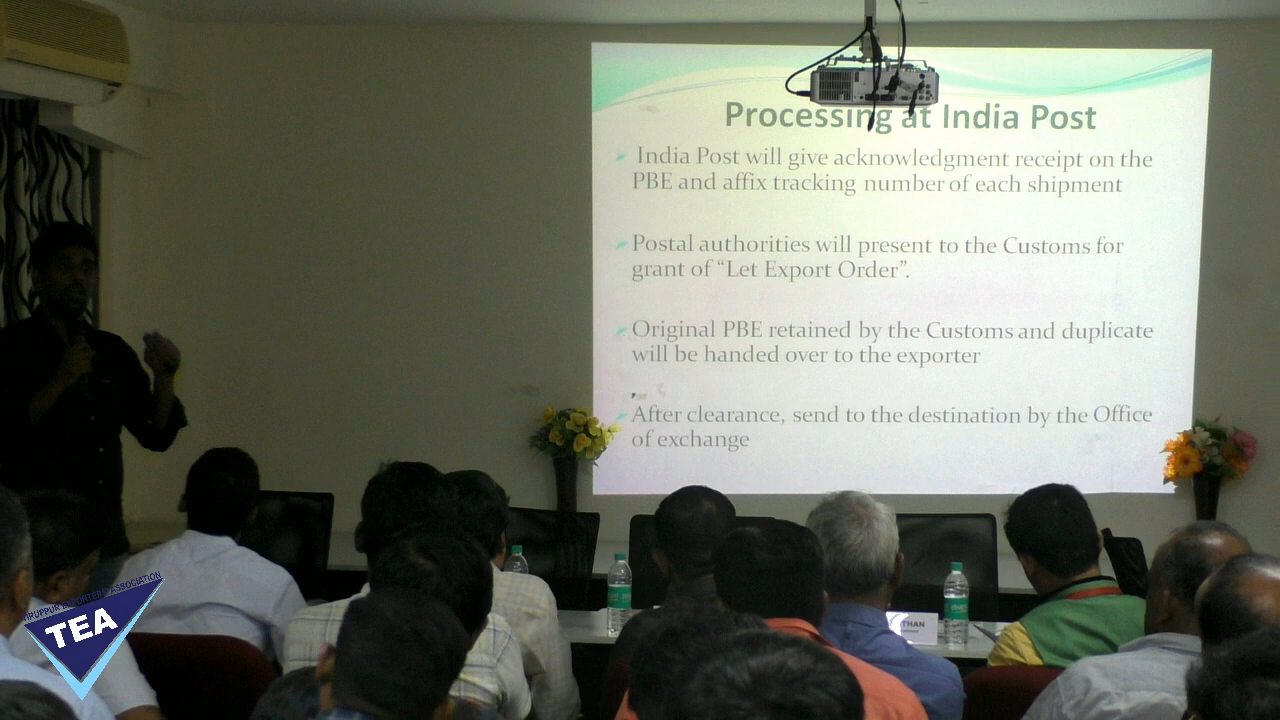 Processing at India Post
India Post will give acknowledgment receipt on the
PBE and affix tracking number of each shipment
Postal authorities will present to the Customs for
grant of “Let Export Order”.
Original PBE retained by the Customs and duplicate
will be handed over to the exporter
After clearance, send to the destination by the Office
of exchange
THAN
ASSOCIATION
TEA